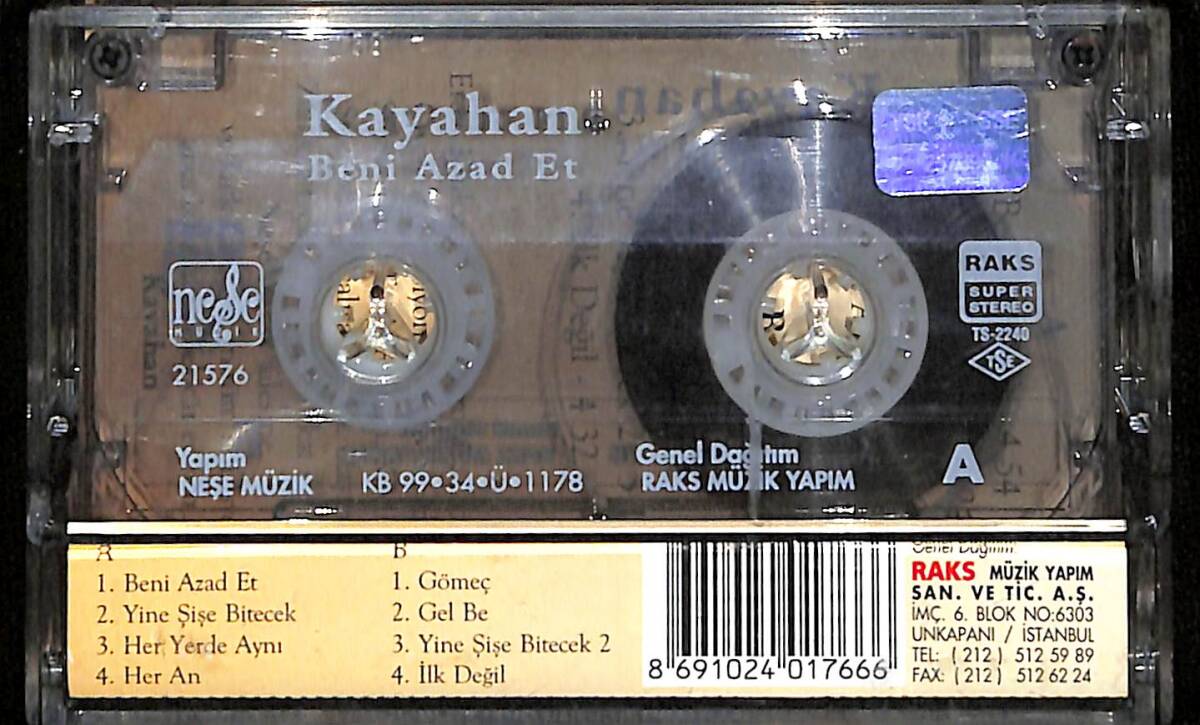 Kayahan
Beni Azad Et
neşe
MÜZİK
21576
RAKS
SUPER
STEREO
TS-2240
TSE
Yapım
NEŞE MÜZİK
KB 99•34•Ü•1178
Genel Dağıtım
RAKS MÜZİK YAPIM
A
A
1. Beni Azad Et
2. Yine Şişe Bitecek
3. Her Yerde Aynı
4. Her An
B
1. Gömeç
2. Gel Be
3. Yine Şişe Bitecek 2
4. İlk Değil
8 691024 017666
Genel Dağıtım
RAKS MÜZİK YAPIM
SAN. VE TİC. A.Ş.
İMÇ. 6. BLOK NO:6303
UNKAPANI / İSTANBUL
TEL: (212) 512 59 89
FAX: (212) 512 62 24